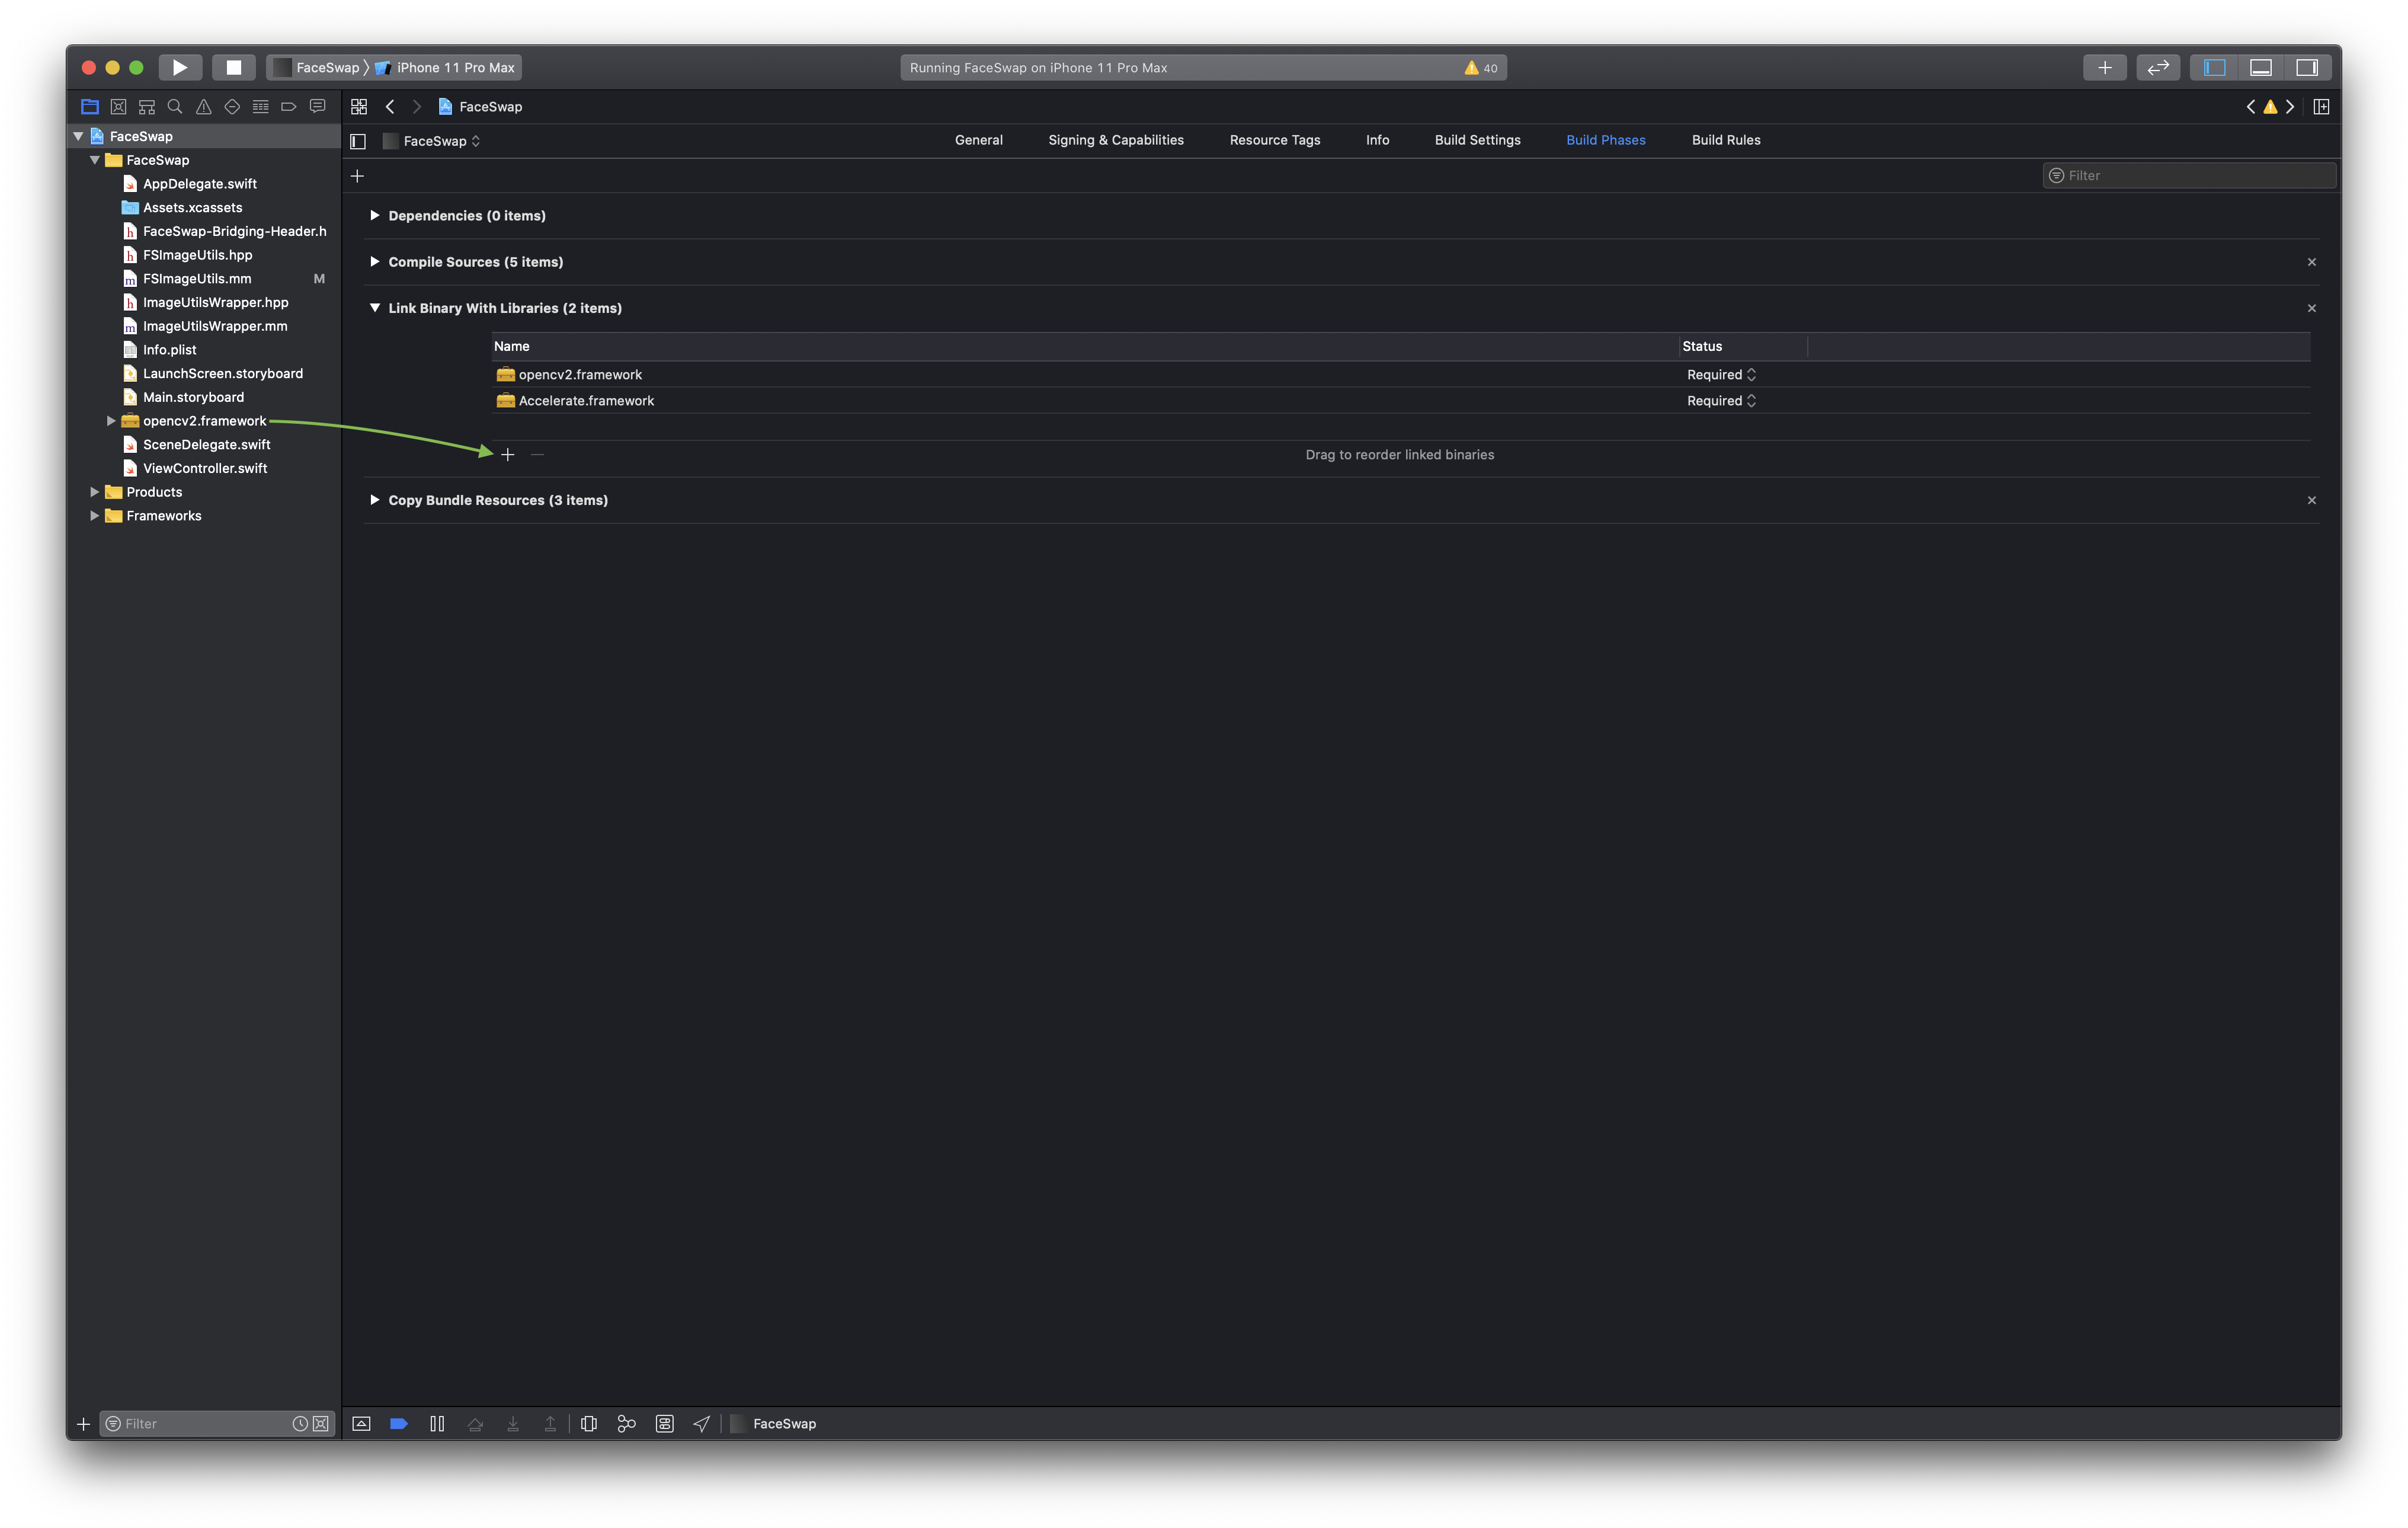 FaceSwap iPhone 11 Pro Max
Running FaceSwap on iPhone 11 Pro Max 40
FaceSwap
FaceSwap
General Signing & Capabilities Resource Tags Info Build Settings Build Phases Build Rules
Filter
FaceSwap
FaceSwap
AppDelegate.swift
Assets.xcassets
FaceSwap-Bridging-Header.h
FSImageUtils.hpp
FSImageUtils.mm M
ImageUtilsWrapper.hpp
ImageUtilsWrapper.mm
Info.plist
LaunchScreen.storyboard
Main.storyboard
opencv2.framework
SceneDelegate.swift
ViewController.swift
Products
Frameworks
Dependencies (0 items)
Compile Sources (5 items)
Link Binary With Libraries (2 items)
Name Status
opencv2.framework Required
Accelerate.framework Required
Drag to reorder linked binaries
Copy Bundle Resources (3 items)
Filter
FaceSwap